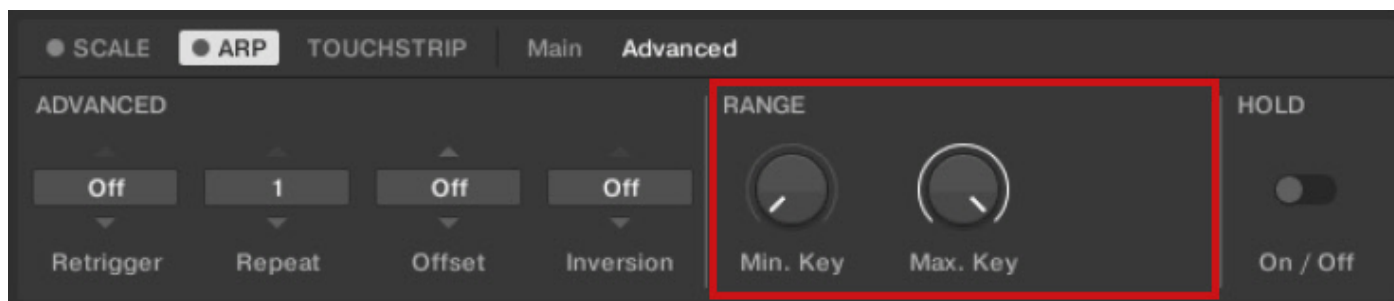 SCALE ARP TOUCHSTRIP Main Advanced
ADVANCED RANGE HOLD
Off 1 Off Off
Retrigger Repeat Offset Inversion Min. Key Max. Key On / Off